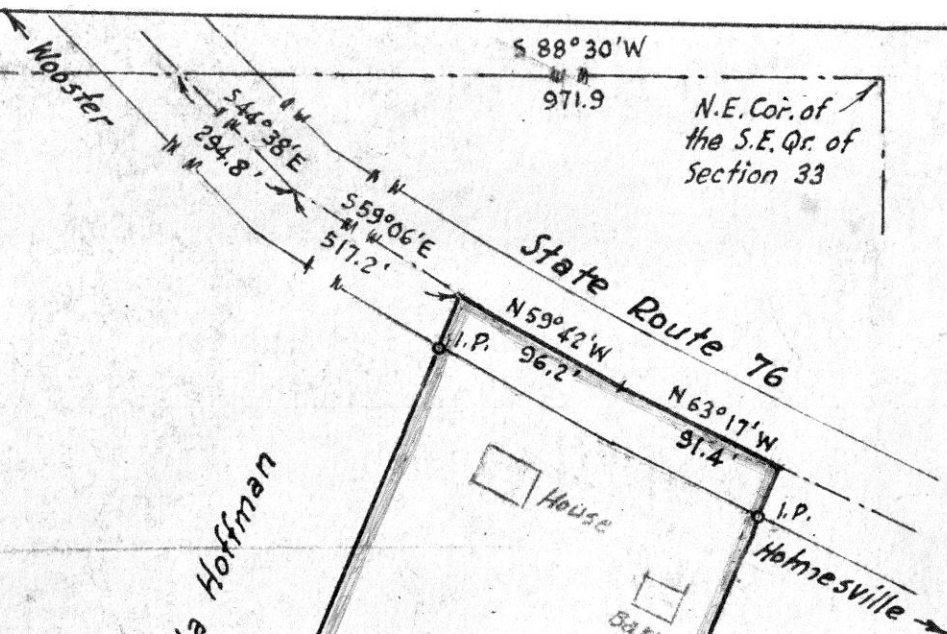 Wooster
S 88°30'W
971.9
N.E. Cor. of
the S.E. Qr. of
Section 33
S 44°38'E
294.8'
S 59°06'E
517.2'
State Route 76
N 59°42'W
96.2'
N 63°17'W
91.4'
I.P.
I.P.
House
Holmesville
Hoffman